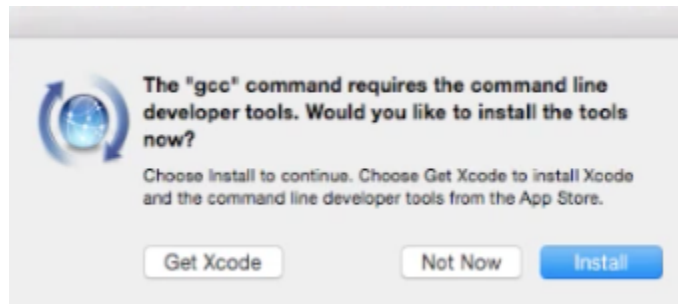 The "gcc" command requires the command line
developer tools. Would you like to install the tools
now?
Choose Install to continue. Choose Get Xcode to install Xcode
and the command line developer tools from the App Store.
Get Xcode
Not Now
Install